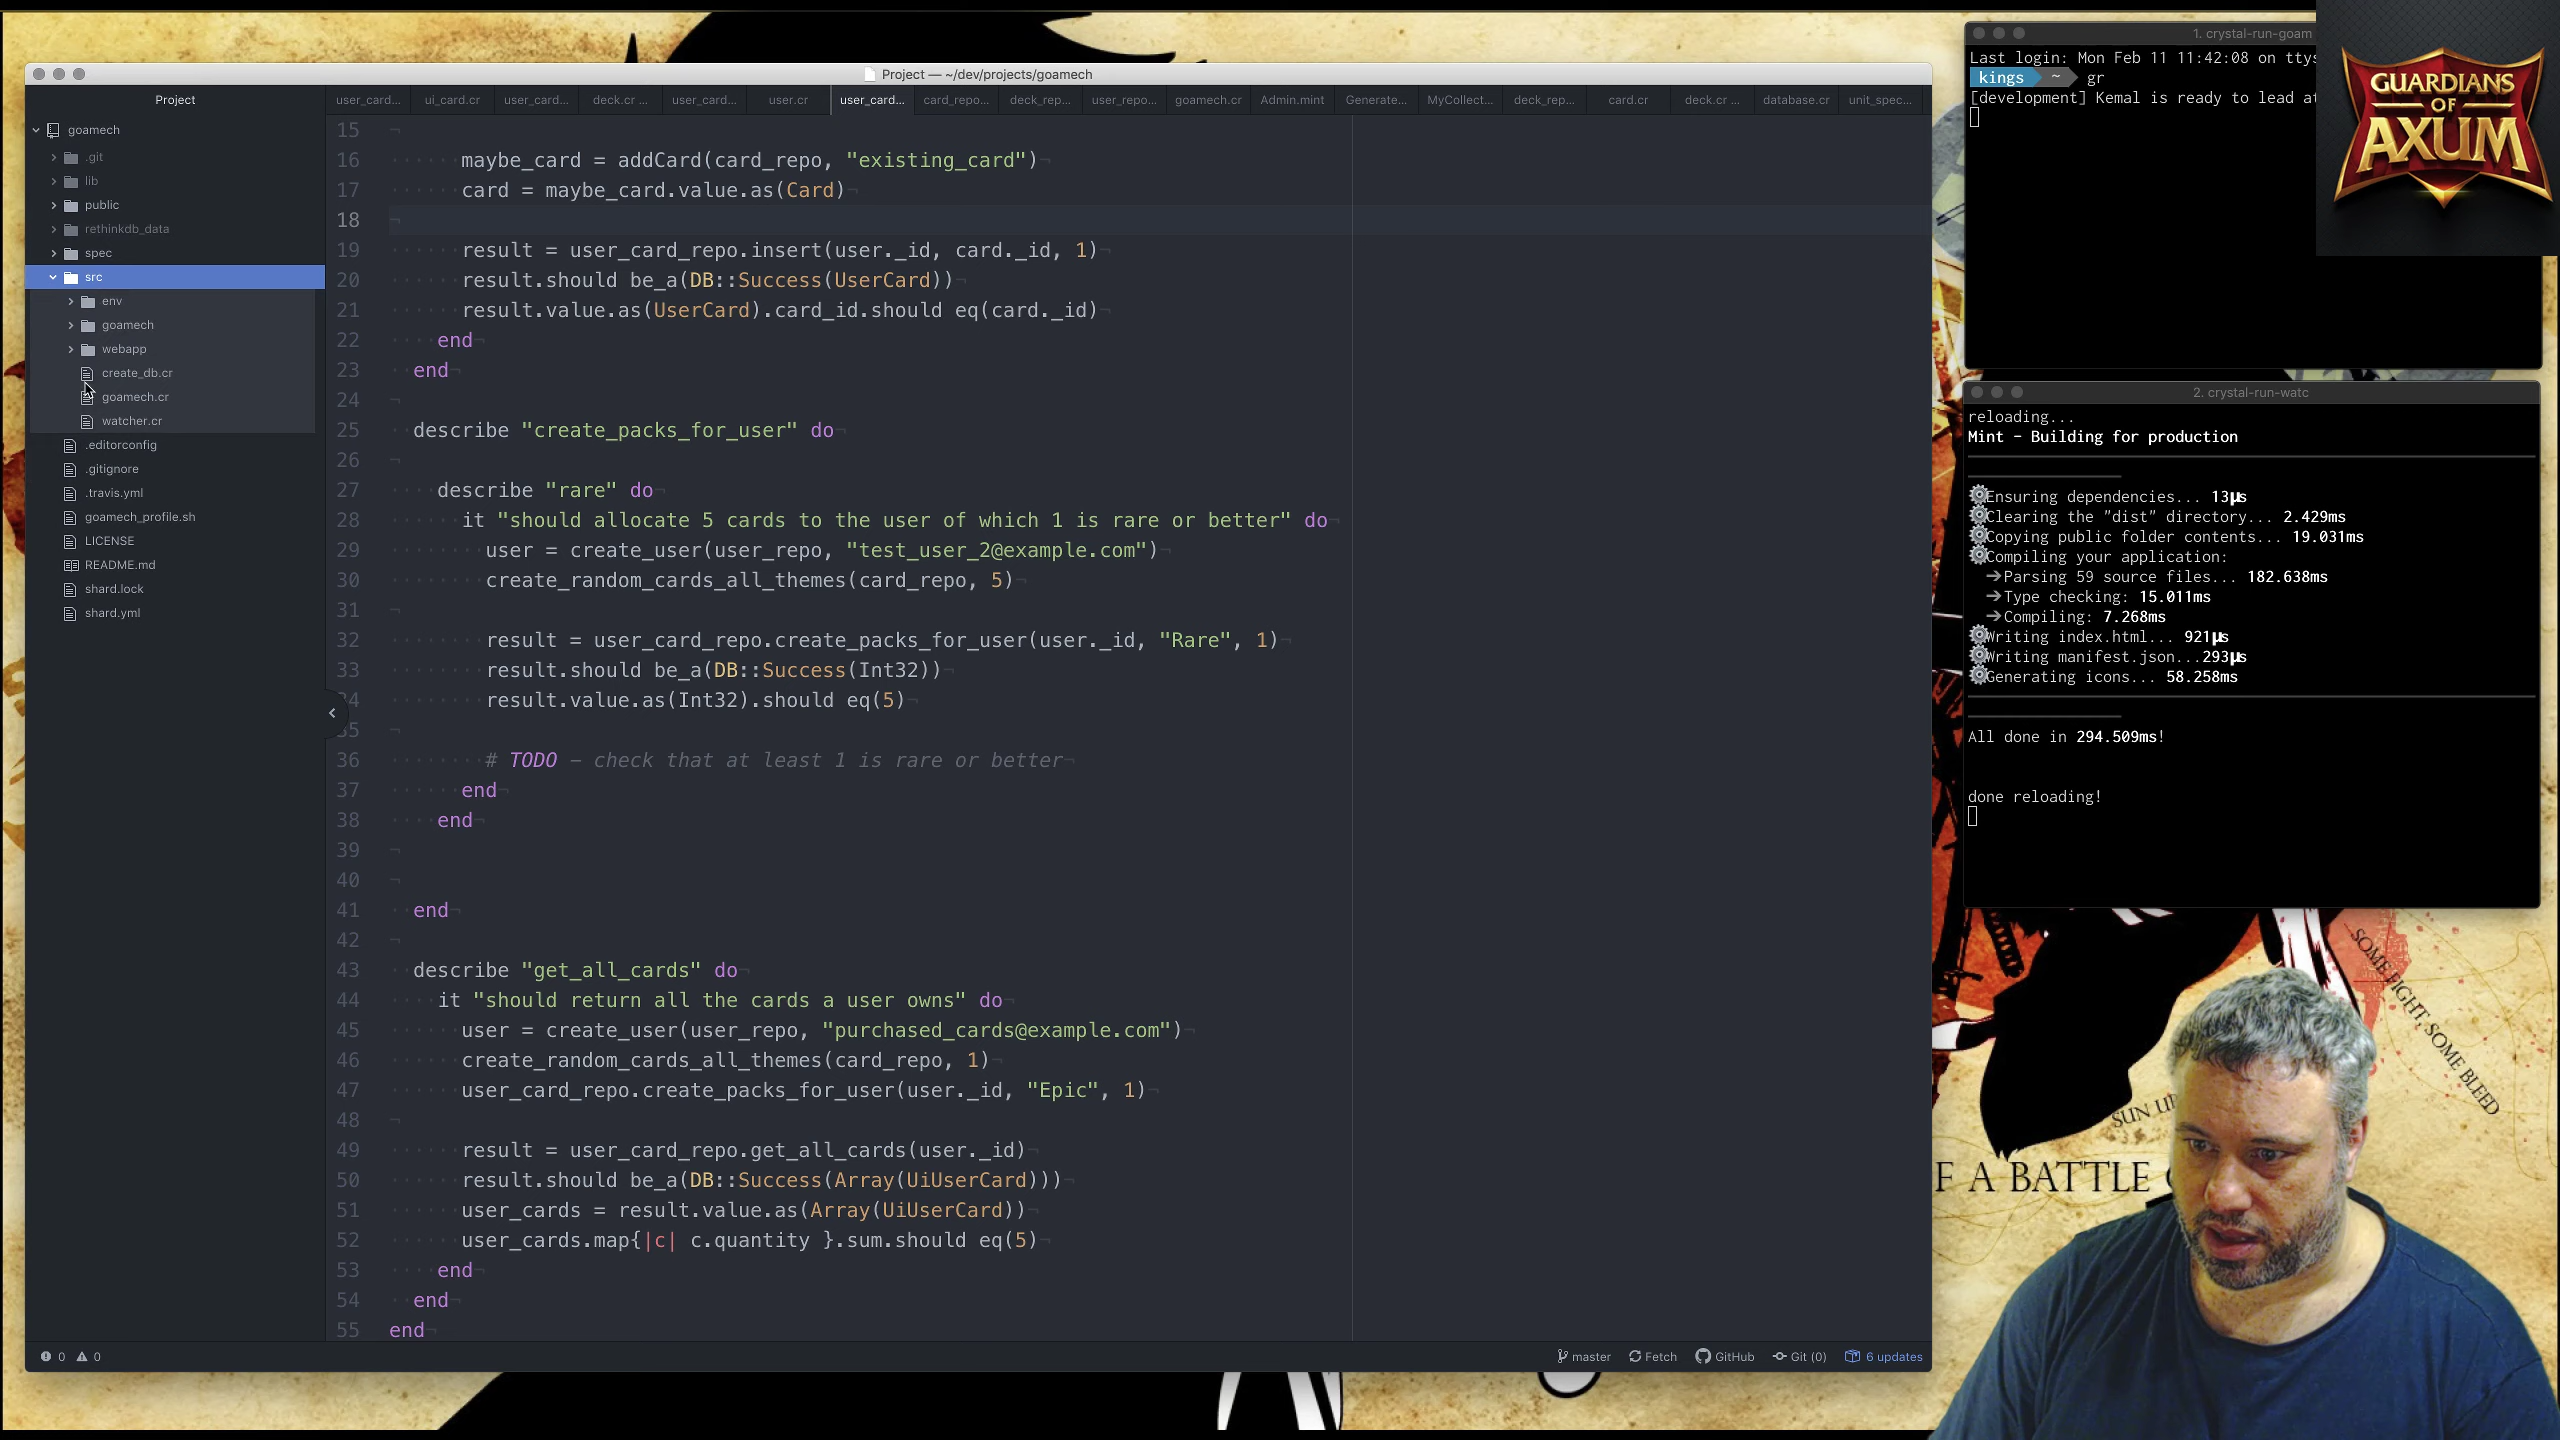 Project — ~/dev/projects/goamech
Project
user_card...
ui_card.cr
user_card...
deck.cr ...
user_card...
user.cr
user_card...
card_repo...
deck_rep...
user_repo...
goamech.cr
Admin.mint
Generate...
MyCollect...
deck_rep...
card.cr
deck.cr ...
database.cr
unit_spec...
goamech
.git
lib
public
rethinkdb_data
spec
src
env
goamech
webapp
create_db.cr
goamech.cr
watcher.cr
.editorconfig
.gitignore
.travis.yml
goamech_profile.sh
LICENSE
README.md
shard.lock
shard.yml
15
16 maybe_card = addCard(card_repo, "existing_card")
17 card = maybe_card.value.as(Card)
18
19 result = user_card_repo.insert(user._id, card._id, 1)
20 result.should be_a(DB::Success(UserCard))
21 result.value.as(UserCard).card_id.should eq(card._id)
22 end
23 end
24
25 describe "create_packs_for_user" do
26
27 describe "rare" do
28 it "should allocate 5 cards to the user of which 1 is rare or better" do
29 user = create_user(user_repo, "test_user_2@example.com")
30 create_random_cards_all_themes(card_repo, 5)
31
32 result = user_card_repo.create_packs_for_user(user._id, "Rare", 1)
33 result.should be_a(DB::Success(Int32))
34 result.value.as(Int32).should eq(5)
35
36 # TODO – check that at least 1 is rare or better
37 end
38 end
39
40
41 end
42
43 describe "get_all_cards" do
44 it "should return all the cards a user owns" do
45 user = create_user(user_repo, "purchased_cards@example.com")
46 create_random_cards_all_themes(card_repo, 1)
47 user_card_repo.create_packs_for_user(user._id, "Epic", 1)
48
49 result = user_card_repo.get_all_cards(user._id)
50 result.should be_a(DB::Success(Array(UiUserCard)))
51 user_cards = result.value.as(Array(UiUserCard))
52 user_cards.map{|c| c.quantity }.sum.should eq(5)
53 end
54 end
55 end
0 0
master Fetch GitHub Git (0) 6 updates
1. crystal-run-goam
Last login: Mon Feb 11 11:42:08 on ttys
kings ~ gr
[development] Kemal is ready to lead at
GUARDIANS
OF
AXUM
2. crystal-run-watc
reloading...
Mint - Building for production
Ensuring dependencies... 13μs
Clearing the "dist" directory... 2.429ms
Copying public folder contents... 19.031ms
Compiling your application:
Parsing 59 source files... 182.638ms
Type checking: 15.011ms
Compiling: 7.268ms
Writing index.html... 921μs
Writing manifest.json...293μs
Generating icons... 58.258ms
All done in 294.509ms!
done reloading!
SOME FIGHT, SOME BLEED
SUN UP
F A BATTLE